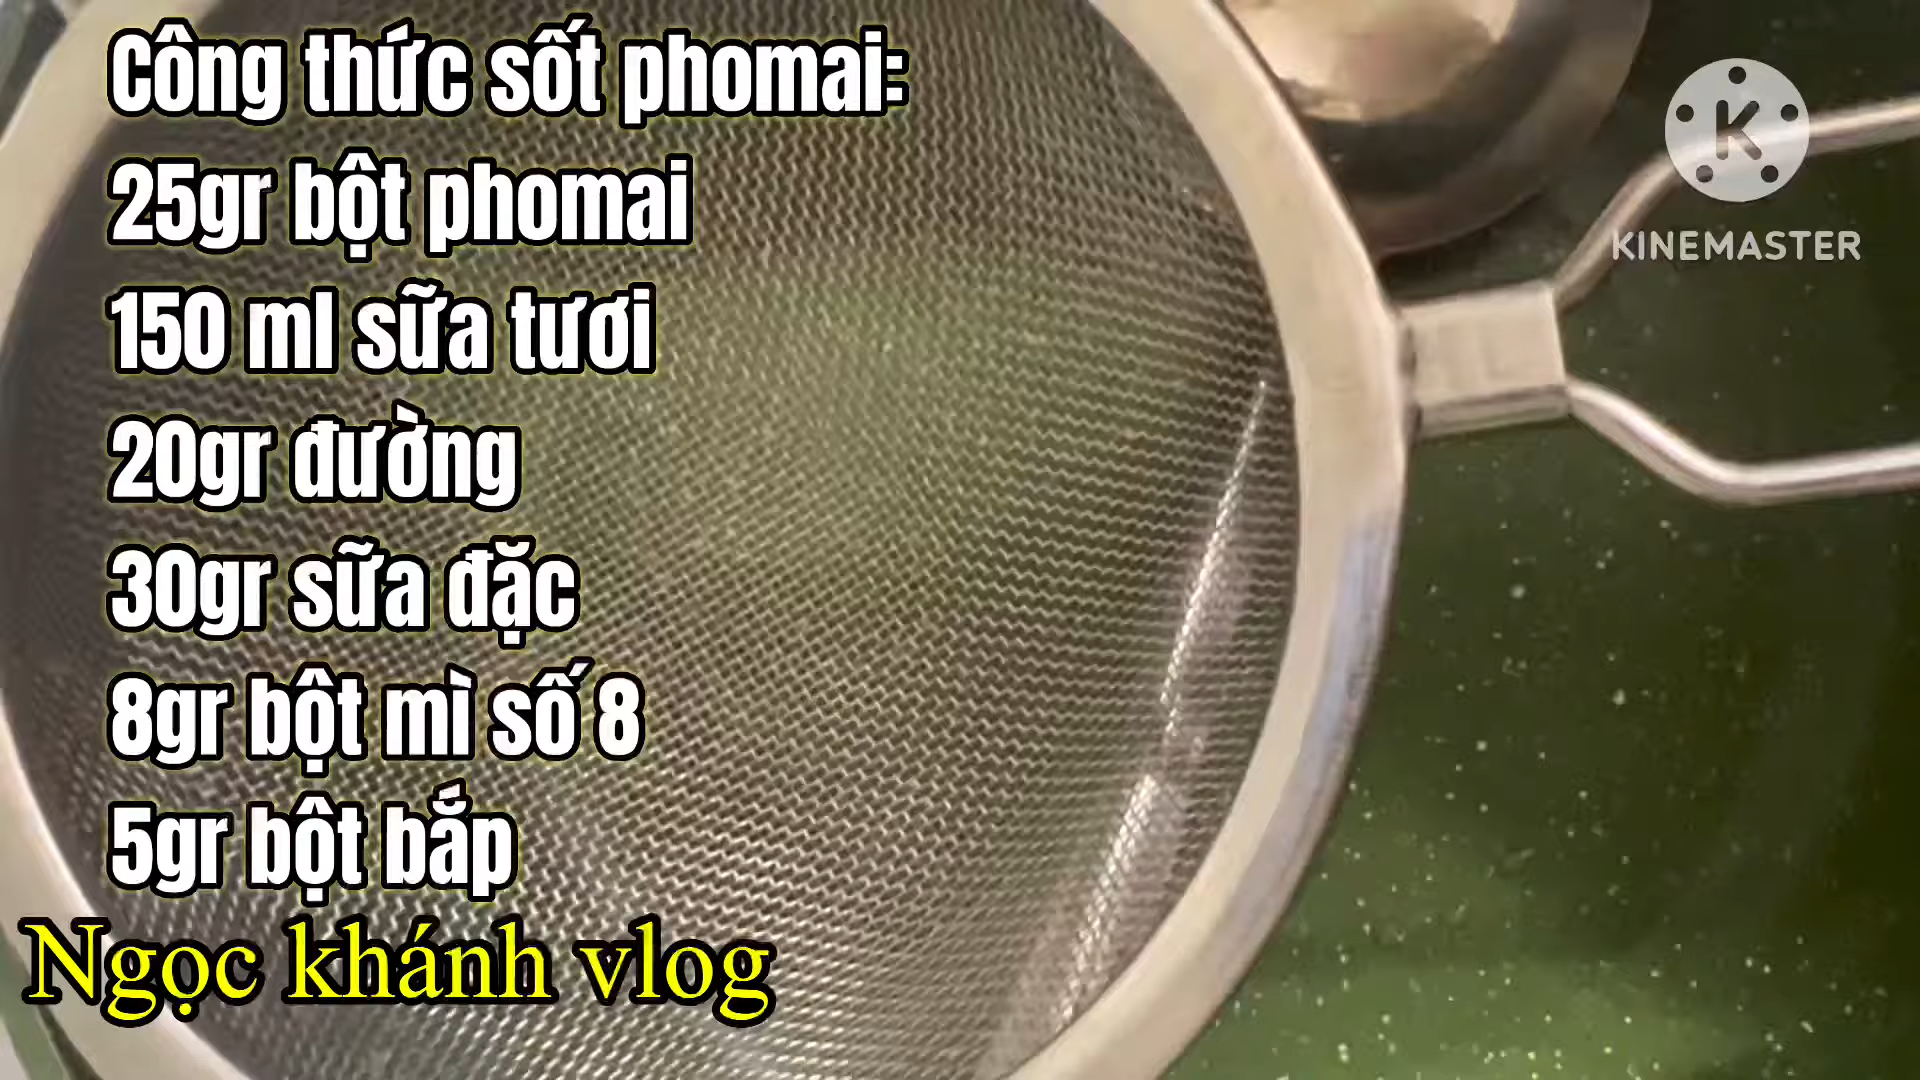 Công thức sốt phomai:
25gr bột phomai
150 ml sữa tươi
20gr đường
30gr sữa đặc
8gr bột mì số 8
5gr bột bắp
Ngọc khánh vlog
K
KINEMASTER